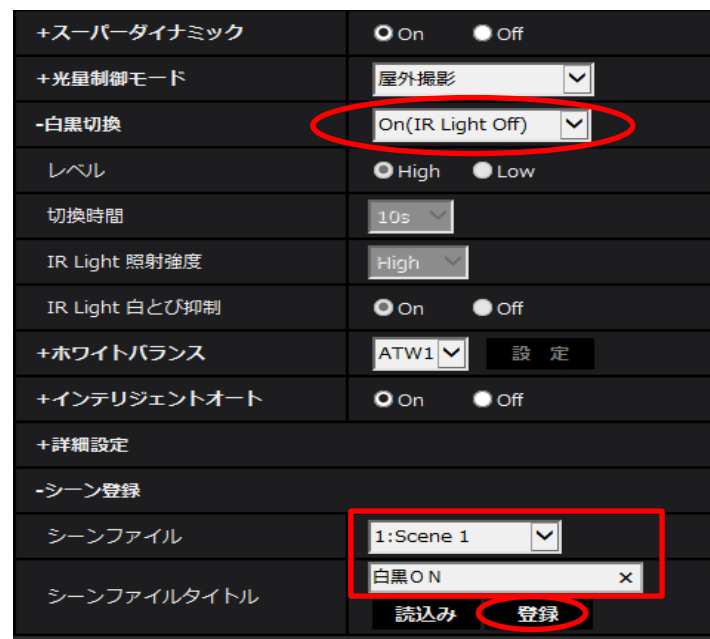 +スーパーダイナミック On Off
+光量制御モード 屋外撮影
-白黒切換 On(IR Light Off)
レベル High Low
切換時間 10s
IR Light 照射強度 High
IR Light 白とび抑制 On Off
+ホワイトバランス ATW1 設 定
+インテリジェントオート On Off
+詳細設定
-シーン登録
シーンファイル 1:Scene 1
白黒ＯＮ ×
シーンファイルタイトル
読込み 登録